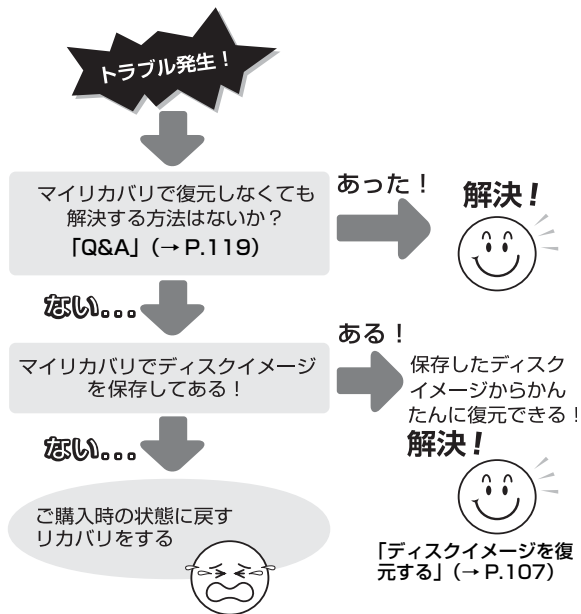 トラブル発生！
マイリカバリで復元しなくても
解決する方法はないか？
「Q&A」（→P.119）
あった！
解決！
ない...
マイリカバリでディスクイメージ
を保存してある！
ある！
保存したディスク
イメージからかん
たんに復元できる！
解決！
「ディスクイメージを復
元する」（→P.107）
ない...
ご購入時の状態に戻す
リカバリをする